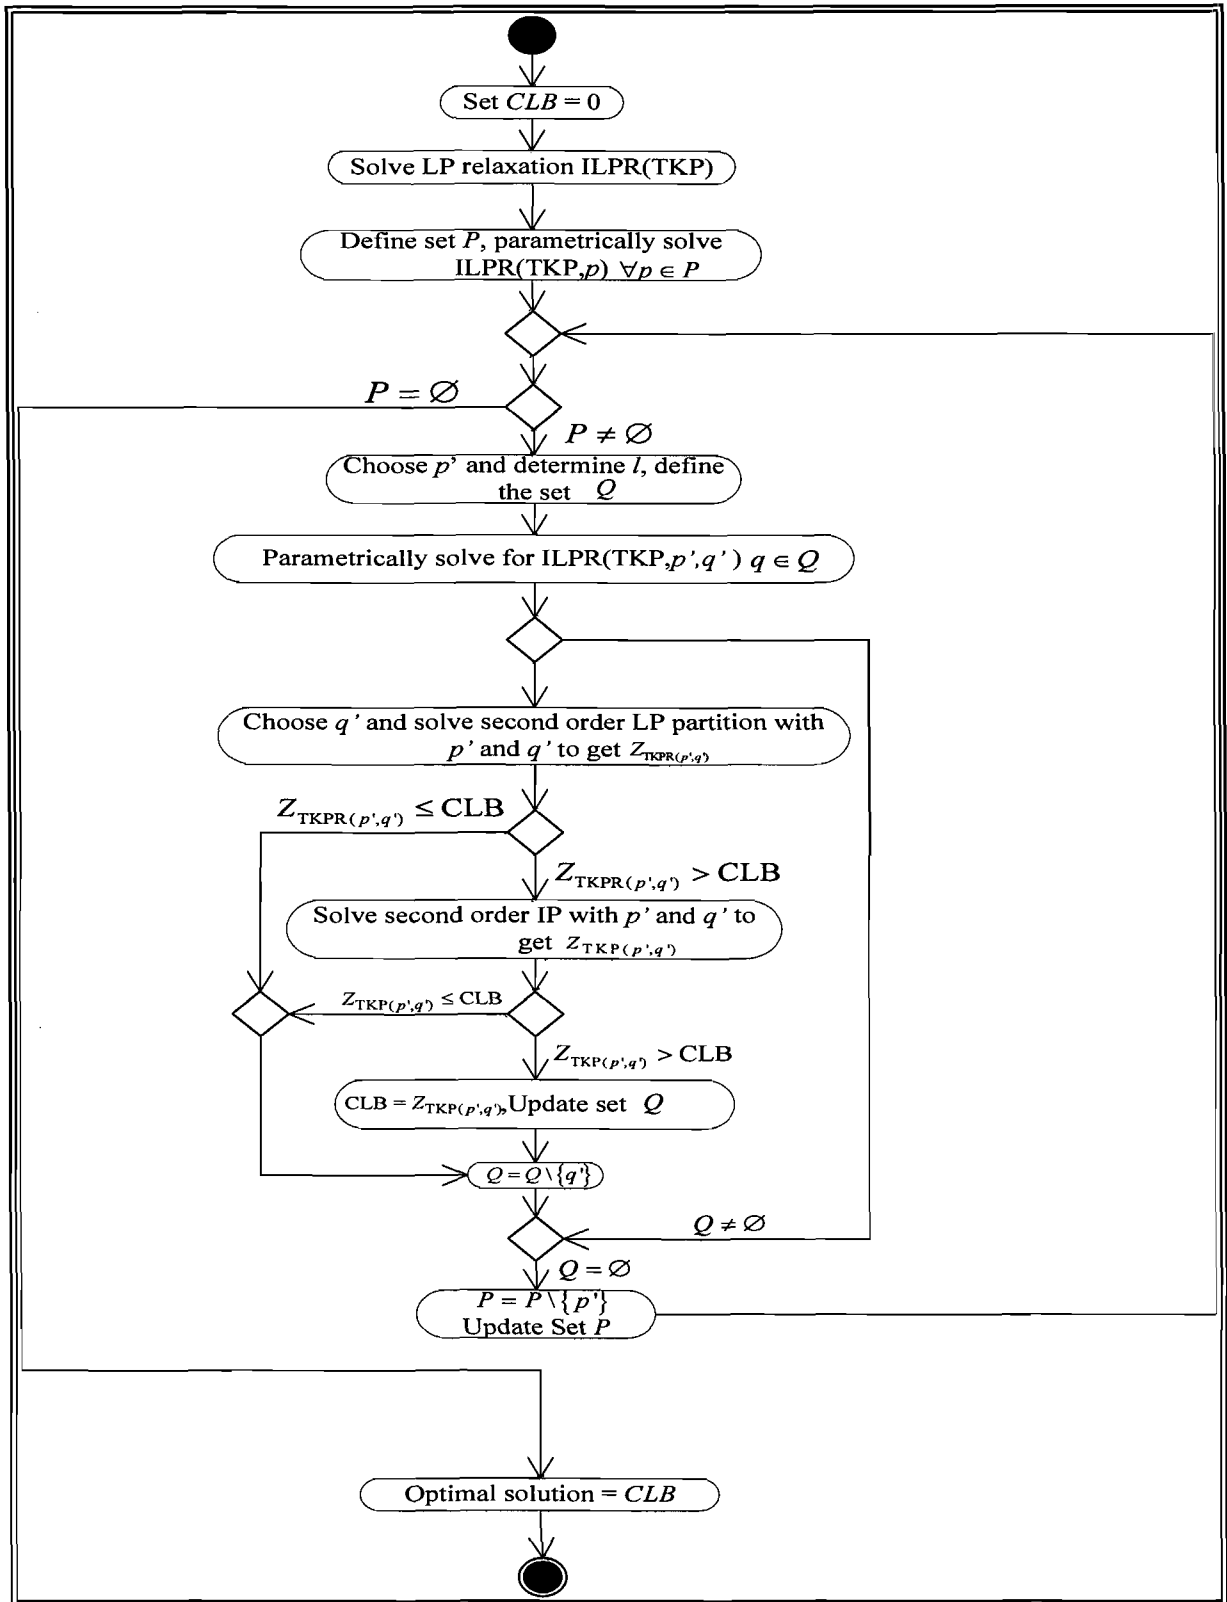 Set CLB = 0
Solve LP relaxation ILPR(TKP)
Define set P, parametrically solve
ILPR(TKP,p) ∀p ∈ P
P = ∅
P ≠ ∅
Choose p' and determine l, define
the set Q
Parametrically solve for ILPR(TKP,p',q' ) q ∈ Q
Choose q' and solve second order LP partition with
p' and q' to get Z_TKPR(p',q')
Z_TKPR(p',q') ≤ CLB
Z_TKPR(p',q') > CLB
Solve second order IP with p' and q' to
get Z_TKP(p',q')
Z_TKP(p',q') ≤ CLB
Z_TKP(p',q') > CLB
CLB = Z_TKP(p',q'),Update set Q
Q = Q \ {q'}
Q ≠ ∅
Q = ∅
P = P \ {p'}
Update Set P
Optimal solution = CLB